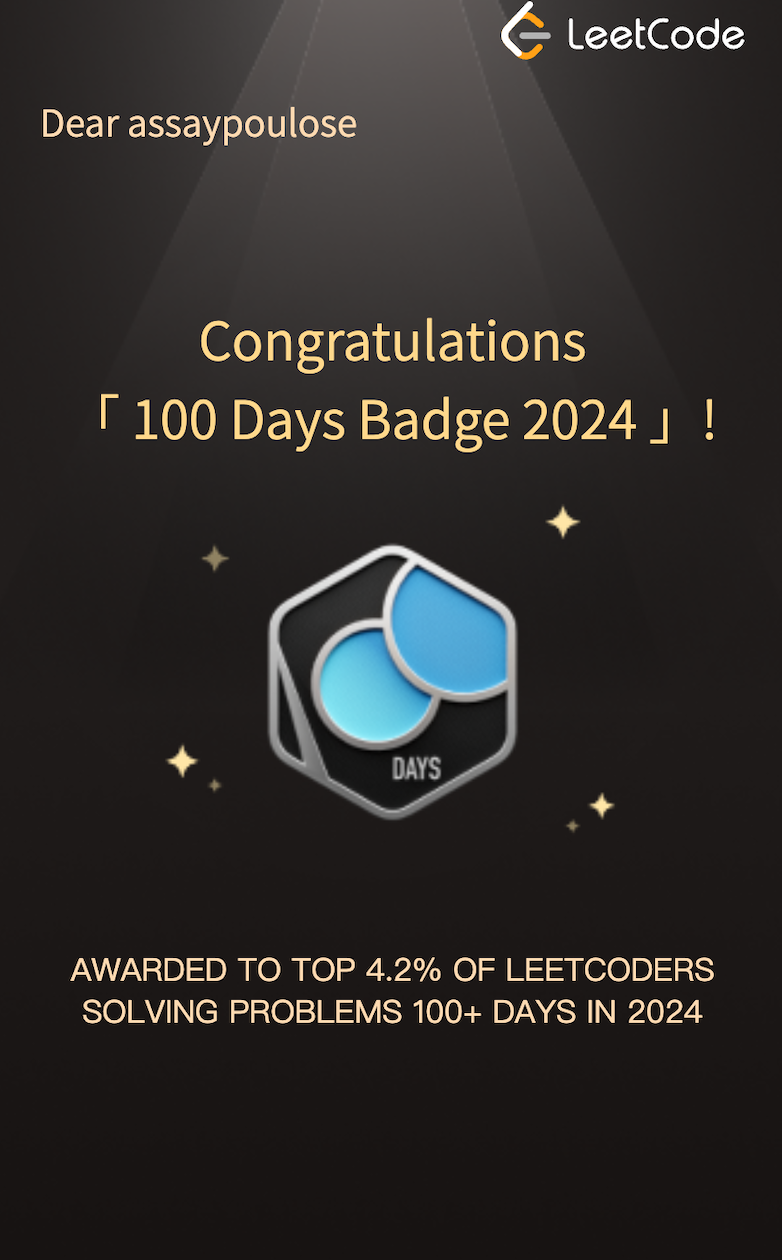 LeetCode
Dear assaypoulose
Congratulations
「 100 Days Badge 2024 」!
DAYS
AWARDED TO TOP 4.2% OF LEETCODERS
SOLVING PROBLEMS 100+ DAYS IN 2024